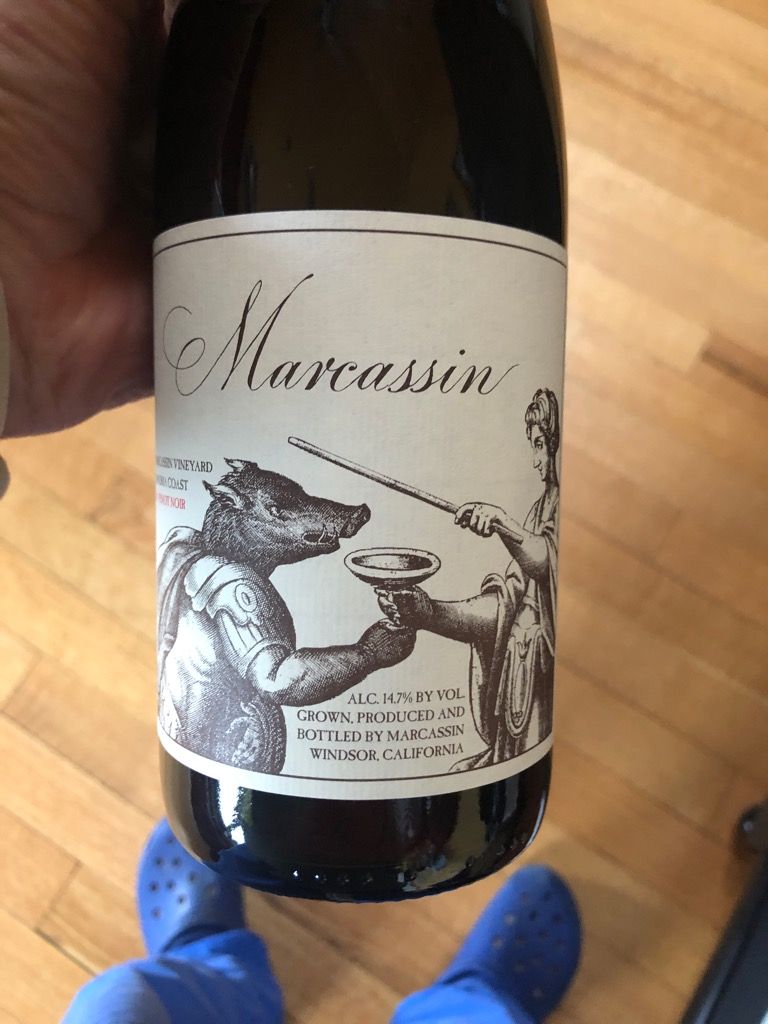 Marcassin
VINEYARD
COAST
PINOT NOIR
ALC. 14.7% BY VOL.
GROWN, PRODUCED AND
BOTTLED BY MARCASSIN
WINDSOR, CALIFORNIA